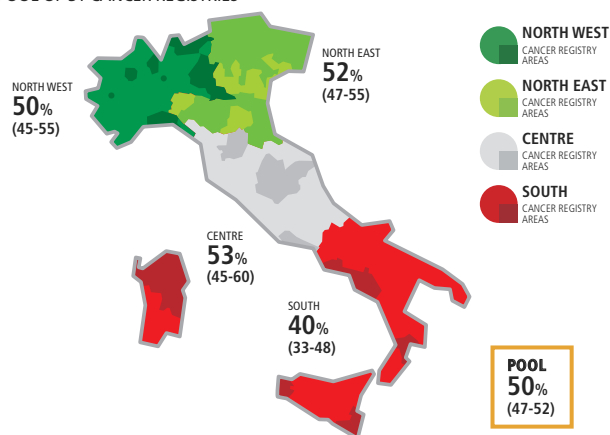 NORTH WEST
50%
(45-55)
NORTH EAST
52%
(47-55)
CENTRE
53%
(45-60)
SOUTH
40%
(33-48)
NORTH WEST
CANCER REGISTRY
AREAS
NORTH EAST
CANCER REGISTRY
AREAS
CENTRE
CANCER REGISTRY
AREAS
SOUTH
CANCER REGISTRY
AREAS
POOL
50%
(47-52)